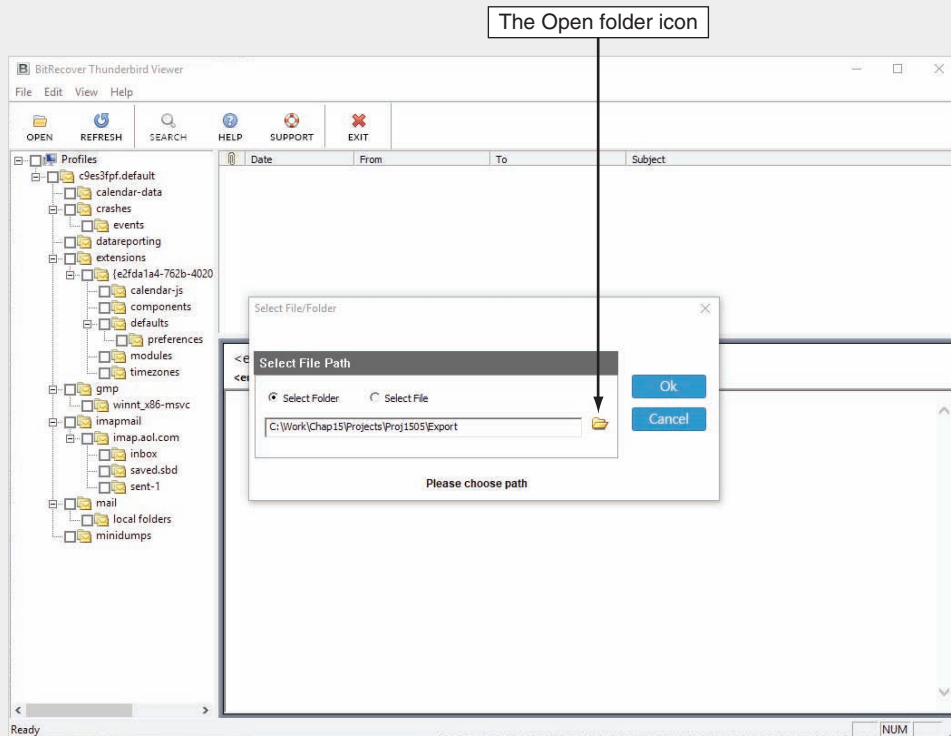 The Open folder icon
BitRecover Thunderbird Viewer
File Edit View Help
OPEN REFRESH SEARCH HELP SUPPORT EXIT
Profiles
c9es3fpf.default
calendar-data
crashes
events
datareporting
extensions
{e2fda1a4-762b-4020
calendar-js
components
defaults
preferences
modules
timezones
gmp
winnt_x86-msvc
imapmail
imap.aol.com
inbox
saved.sbd
sent-1
mail
local folders
minidumps
Date From To Subject
<e
<e
Select File/Folder
Select File Path
Select Folder Select File
C:\Work\Chap15\Projects\Proj1505\Export
Ok
Cancel
Please choose path
Ready
NUM